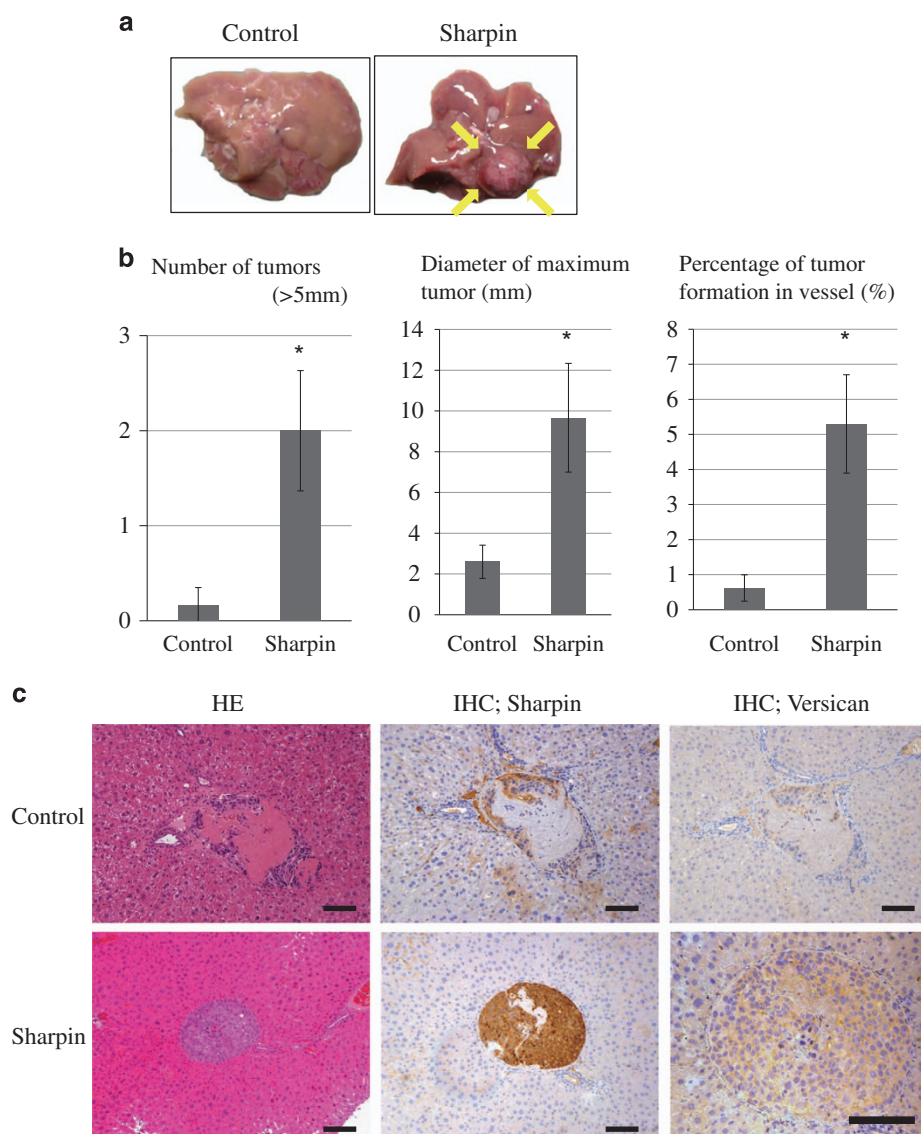 a
Control Sharpin
b
Number of tumors
(>5mm)
3
2
1
0
*
Control Sharpin
Diameter of maximum
tumor (mm)
14
12
10
8
6
4
2
0
*
Control Sharpin
Percentage of tumor
formation in vessel (%)
8
7
6
5
4
3
2
1
0
*
Control Sharpin
c
HE IHC; Sharpin IHC; Versican
Control
Sharpin